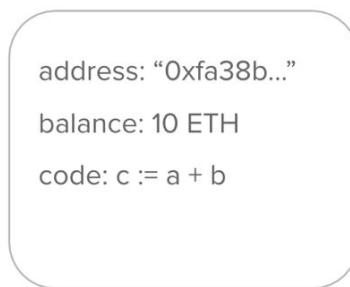 address: “0xfa38b...”
balance: 10 ETH
code: c := a + b